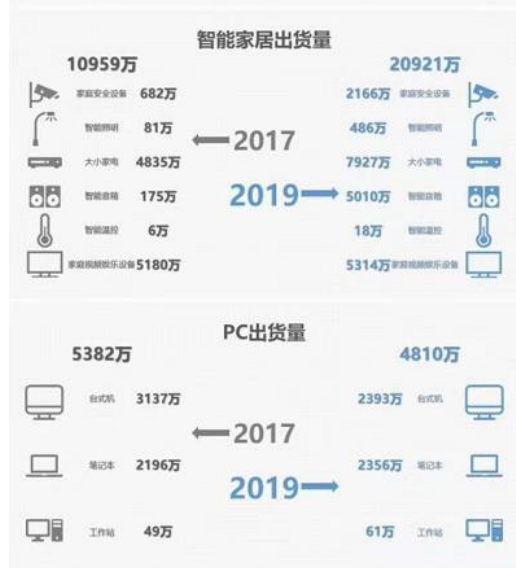 智能家居出货量
10959万 20921万
家庭安全设备 682万 2166万 家庭安全设备
智能照明 81万 486万 智能照明
2017
大小家电 4835万 7927万 大小家电
智能音箱 175万 2019 5010万 智能音箱
智能温控 6万 18万 智能温控
家庭视频娱乐设备 5180万 5314万 家庭视频娱乐设备
PC出货量
5382万 4810万
台式机 3137万 2393万 台式机
2017
笔记本 2196万 2356万 笔记本
2019
工作站 49万 61万 工作站